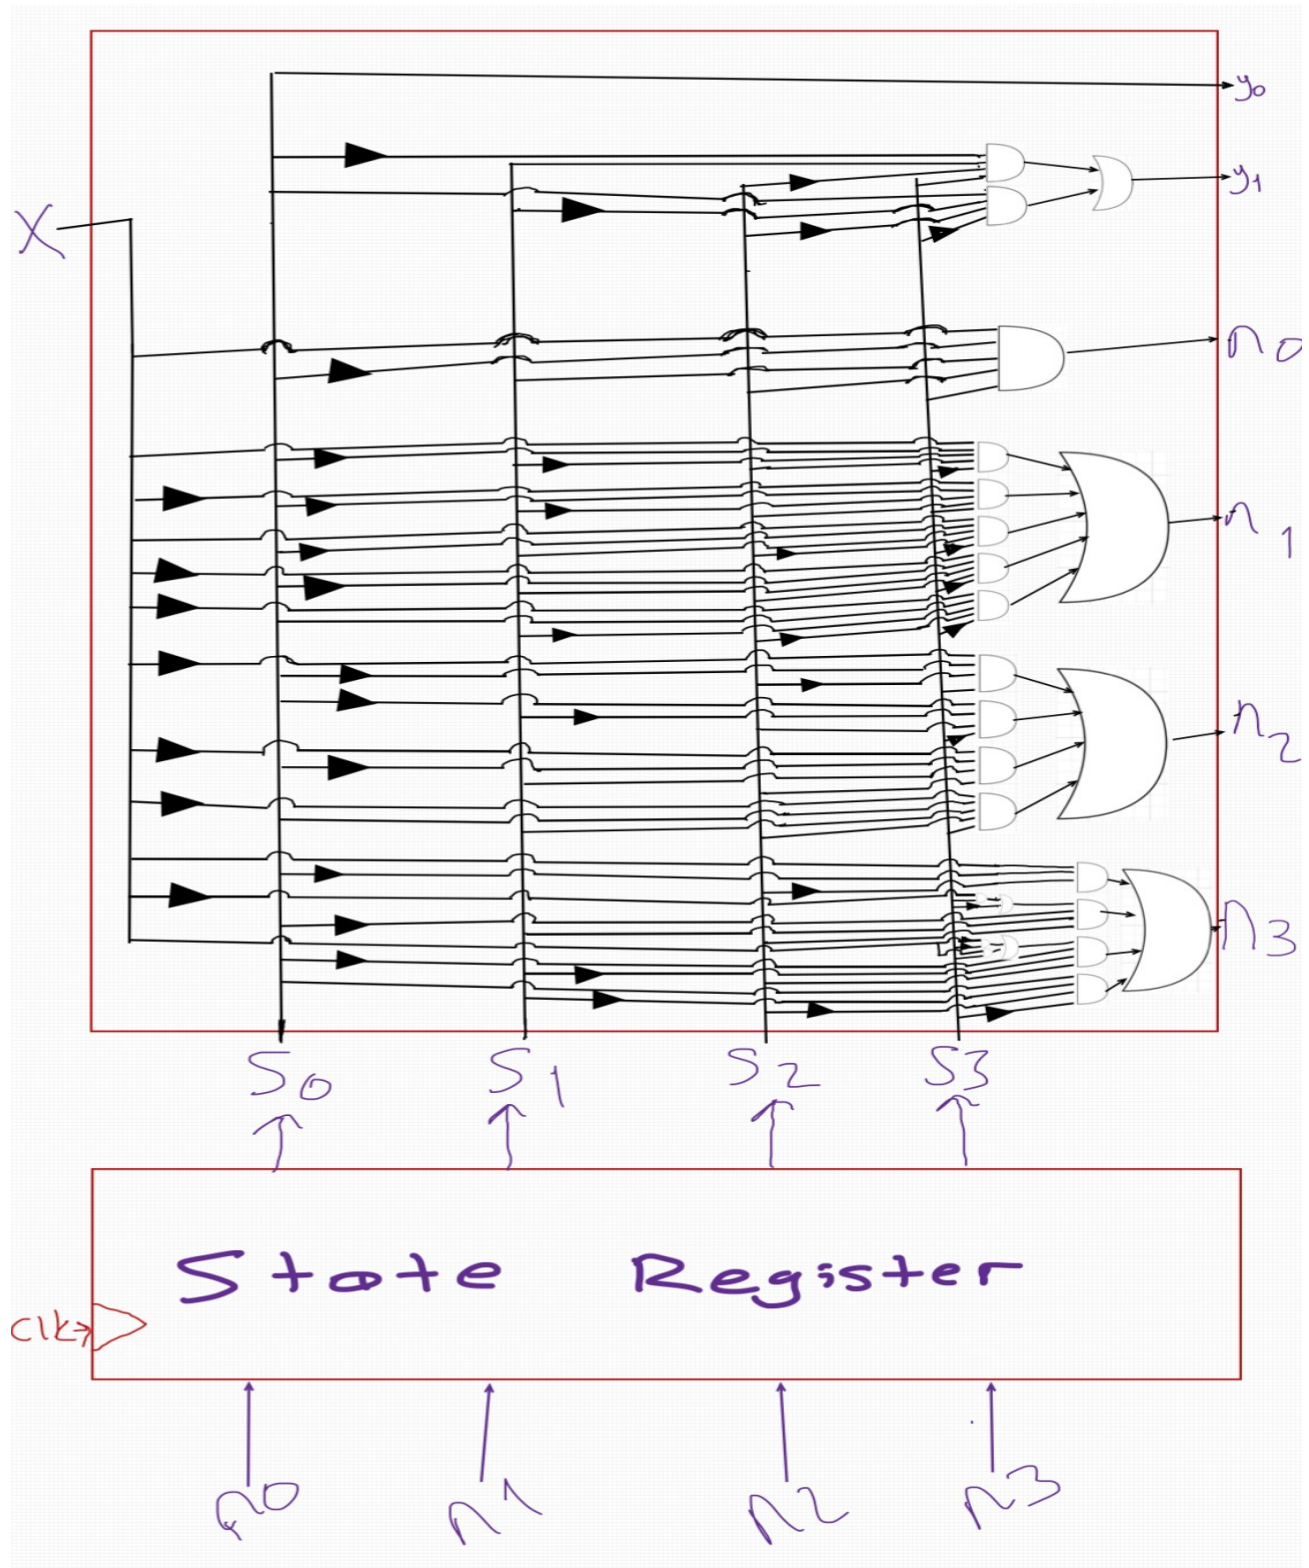 y0
y1
X
n0
n1
n2
n3
S0 S1 S2 S3
State Register
Clk
n0 n1 n2 n3